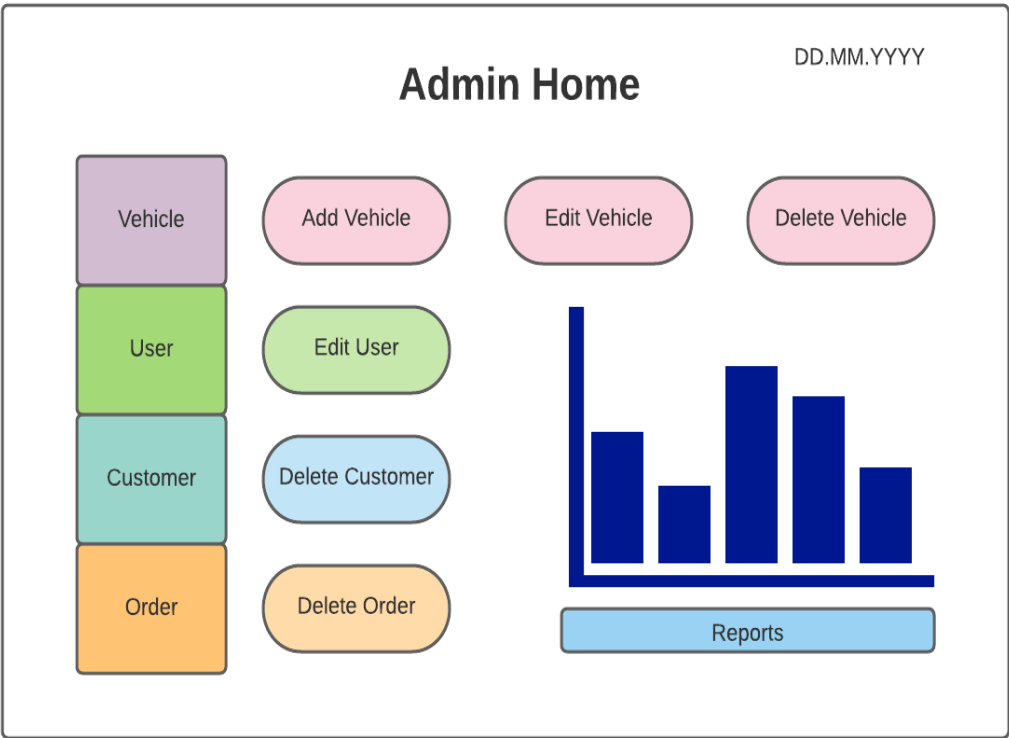 DD.MM.YYYY
Admin Home
Vehicle
Add Vehicle
Edit Vehicle
Delete Vehicle
User
Edit User
Customer
Delete Customer
Order
Delete Order
Reports